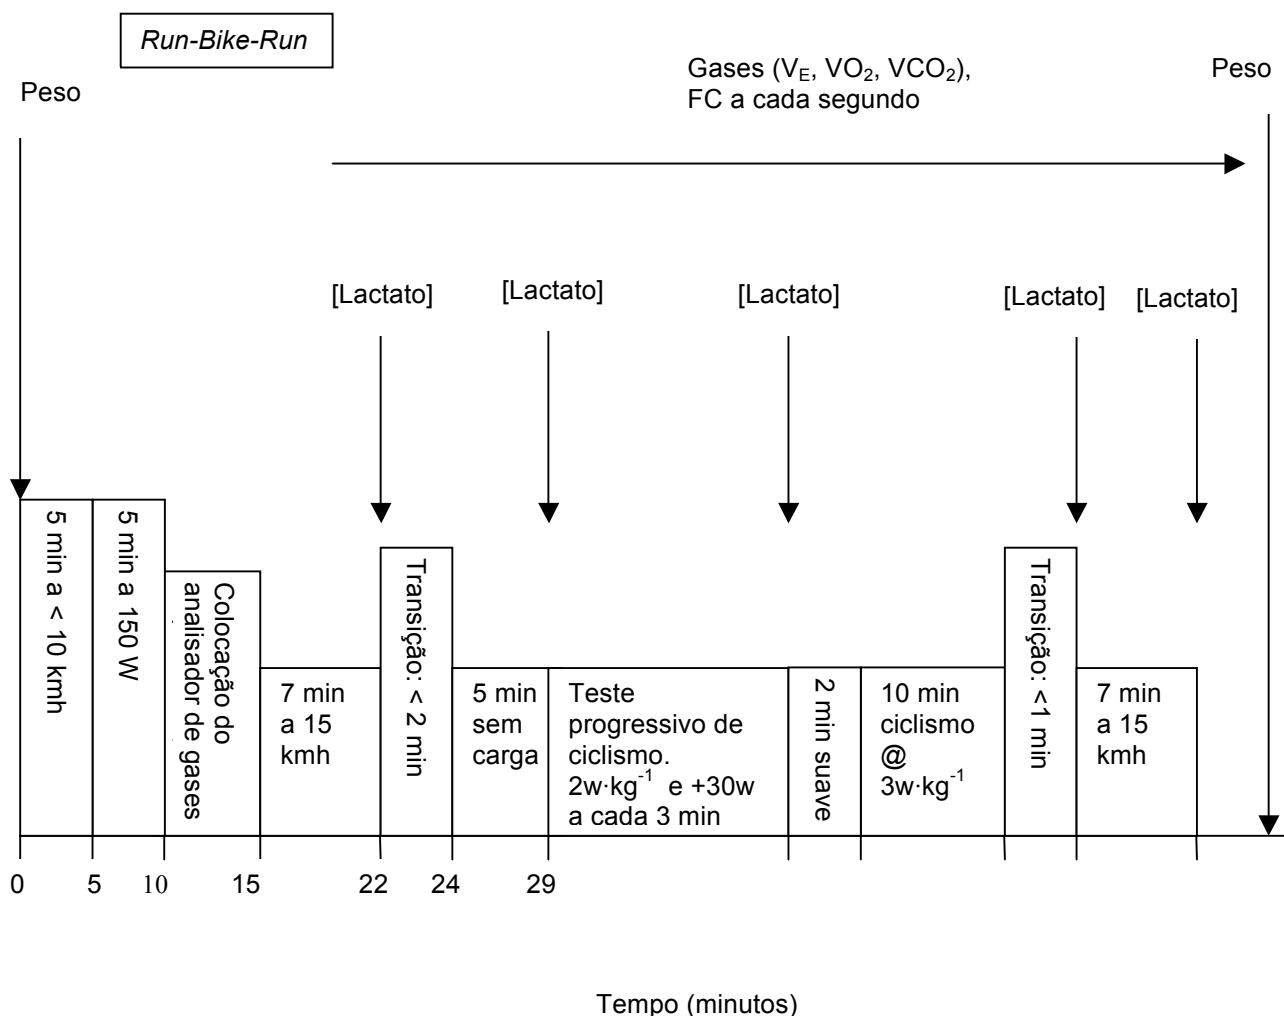 Run-Bike-Run
Peso
Gases (VE, VO2, VCO2),
FC a cada segundo
Peso
[Lactato]
[Lactato]
[Lactato]
[Lactato]
[Lactato]
5 min a < 10 kmh
5 min a 150 W
Colocação do
analisador de gases
7 min
a 15
kmh
Transição: < 2 min
5 min
sem
carga
Teste
progressivo de
ciclismo.
2w·kg-1 e +30w
a cada 3 min
2 min suave
10 min
ciclismo
@
3w·kg-1
Transição: <1 min
7 min
a 15
kmh
0 5 10 15 22 24 29
Tempo (minutos)